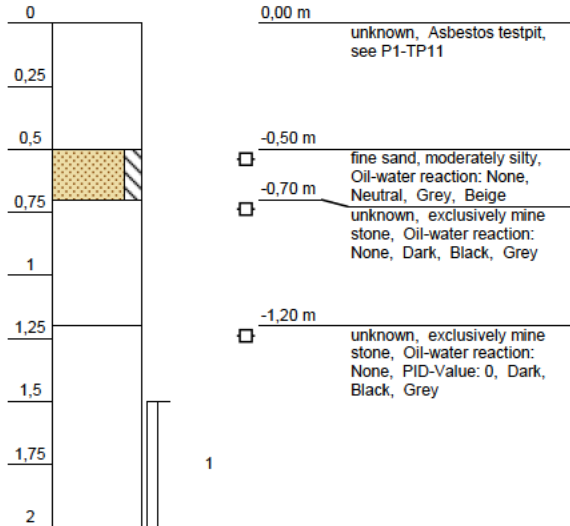 0
0,00 m
unknown, Asbestos testpit,
see P1-TP11
0,25
0,5
-0,50 m
fine sand, moderately silty,
Oil-water reaction: None,
Neutral, Grey, Beige
-0,70 m
0,75
unknown, exclusively mine
stone, Oil-water reaction:
None, Dark, Black, Grey
1
-1,20 m
1,25
unknown, exclusively mine
stone, Oil-water reaction:
None, PID-Value: 0, Dark,
Black, Grey
1,5
1,75
1
2